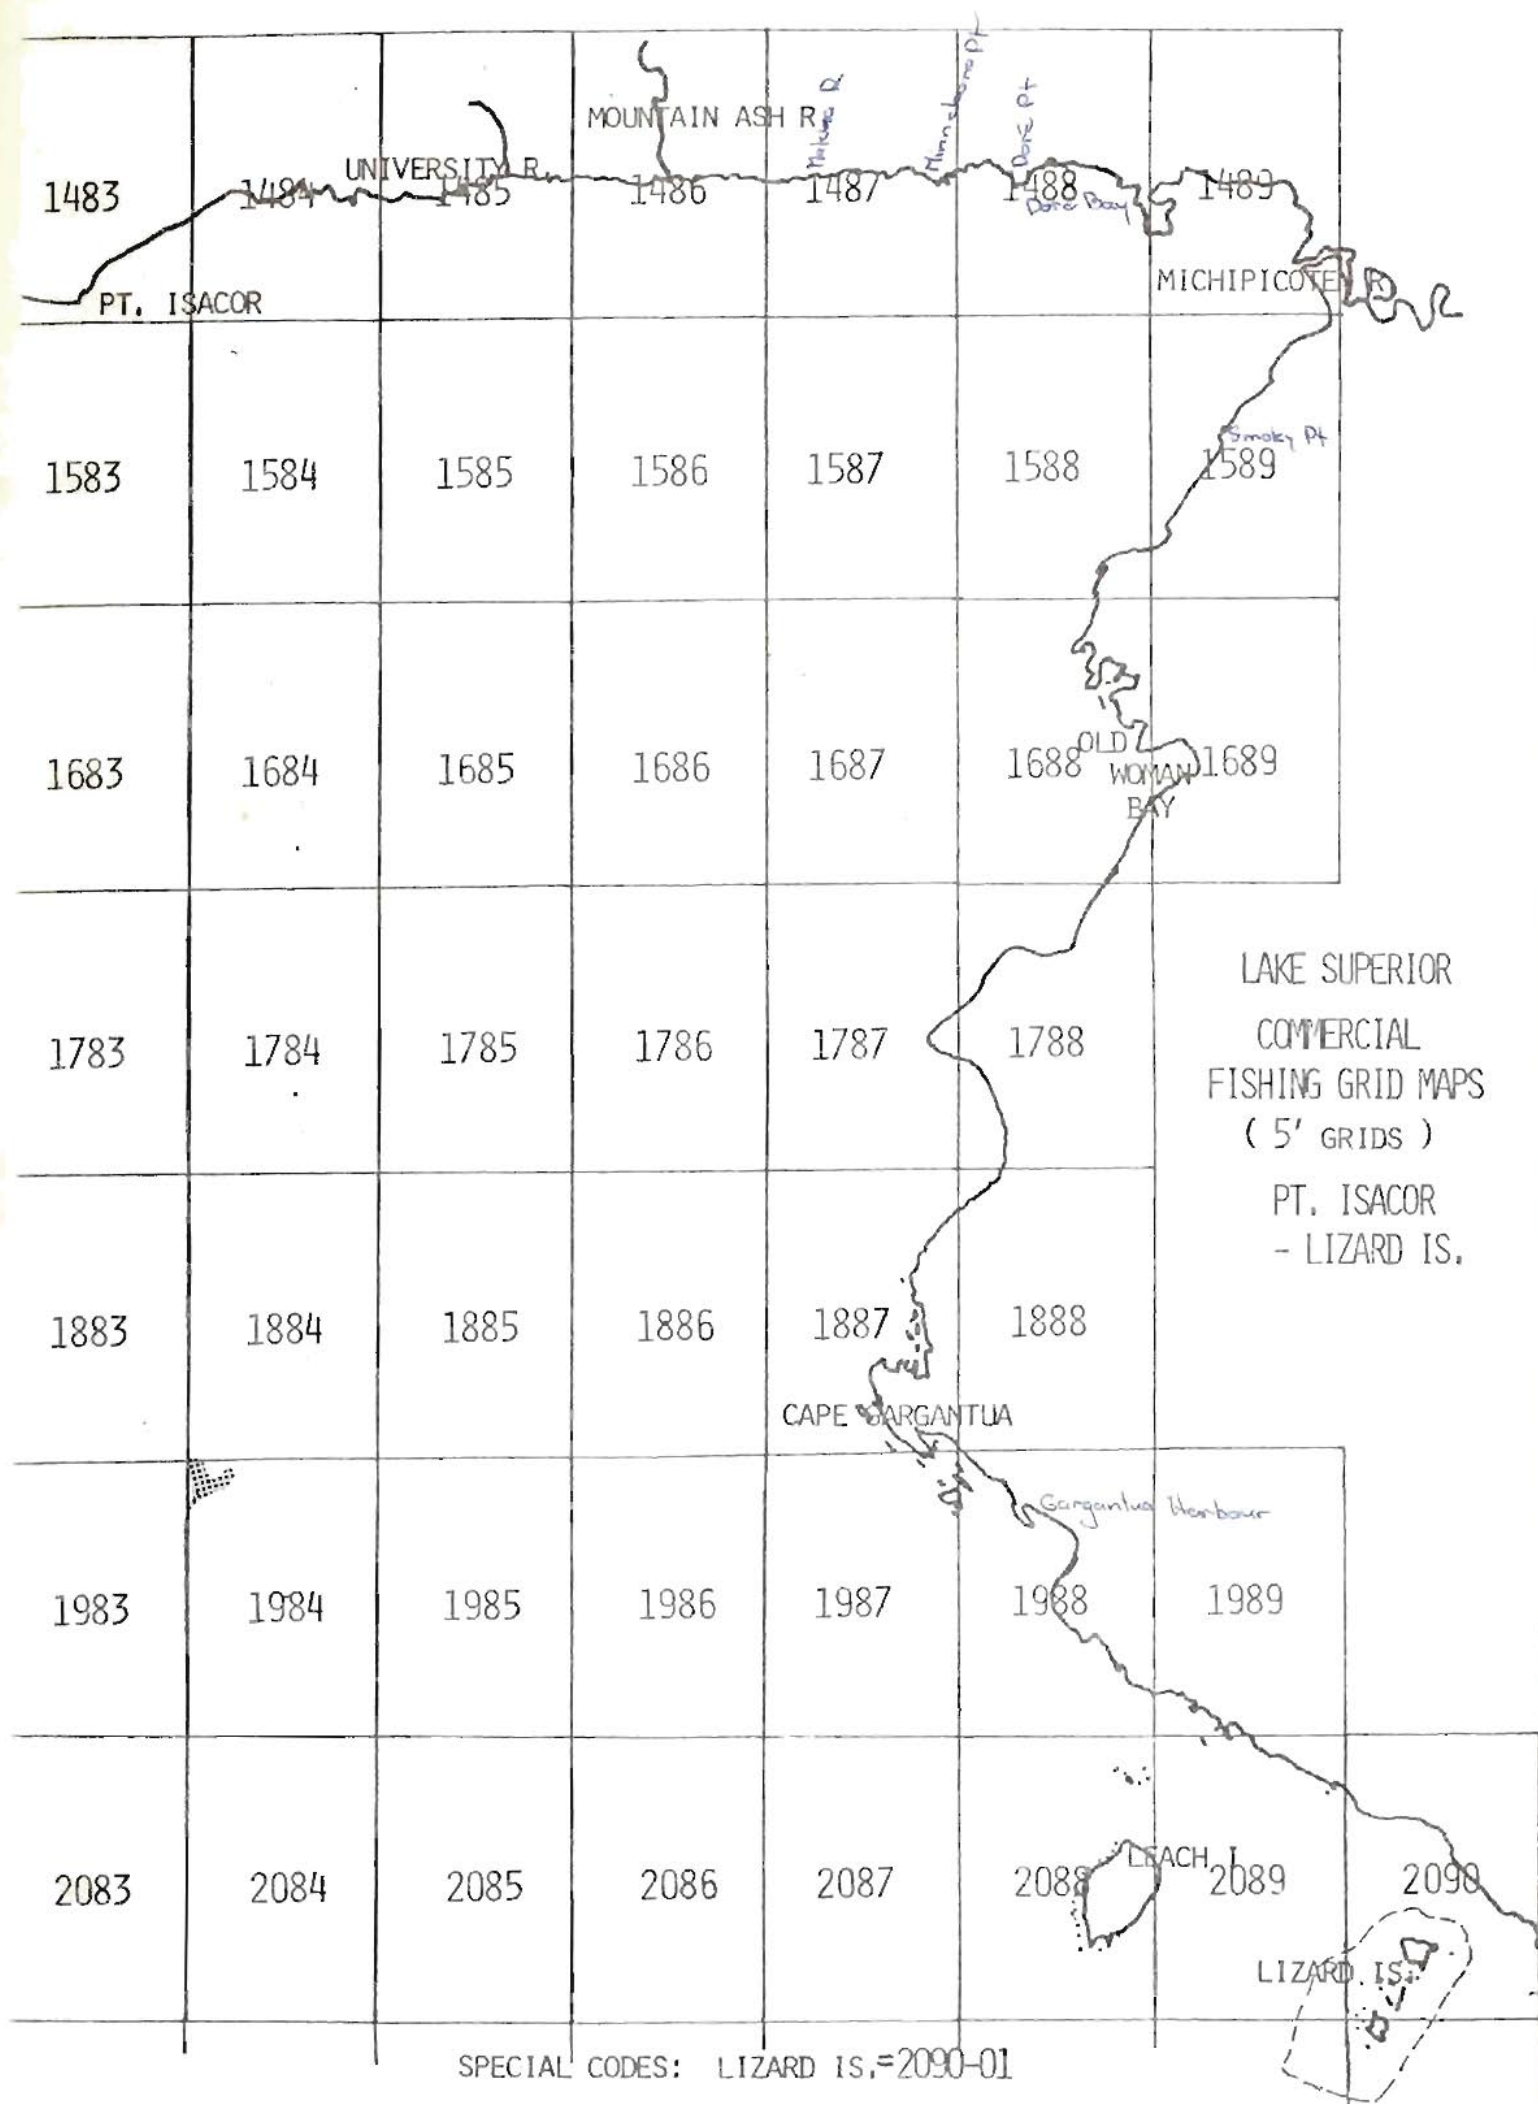 Minnekona Pt
Doré Pt
MOUNTAIN ASH R.
UNIVERSITY R.
1483 1484 1485 1486 1487 1488 1489
Doré Bay
MICHIPICOTEN R.
PT. ISACOR
Smoky Pt
1583 1584 1585 1586 1587 1588 1589
OLD
1683 1684 1685 1686 1687 1688 WOMAN 1689
BAY
LAKE SUPERIOR
COMMERCIAL
FISHING GRID MAPS
( 5' GRIDS )
PT. ISACOR
- LIZARD IS.
1783 1784 1785 1786 1787 1788
1883 1884 1885 1886 1887 1888
CAPE GARGANTUA
Gargantua Harbour
1983 1984 1985 1986 1987 1988 1989
LEACH I.
2083 2084 2085 2086 2087 2088 2089 2090
LIZARD IS.
SPECIAL CODES: LIZARD IS.=2090-01